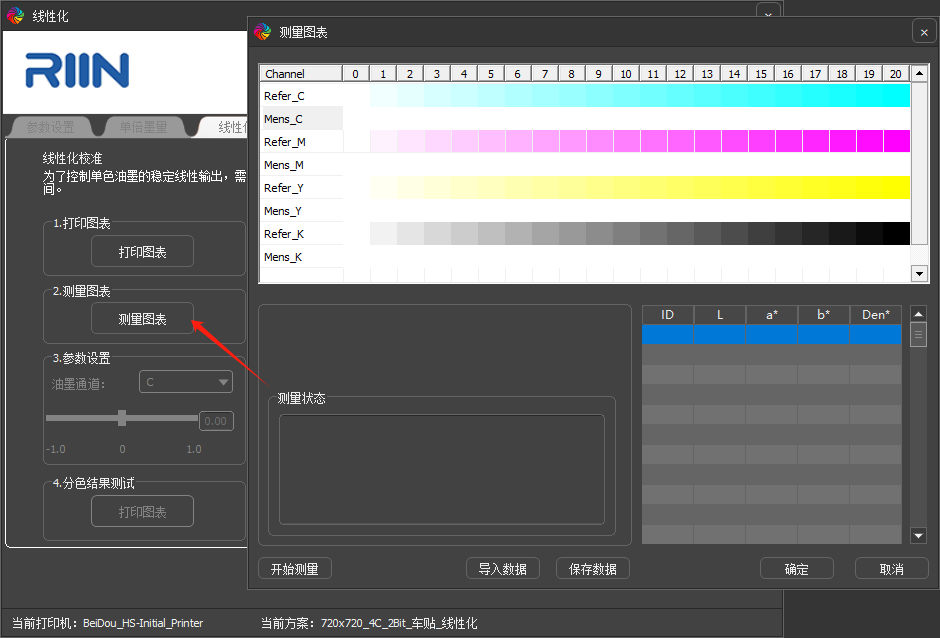 线性化
测量图表
RIIN
参数设置 单倍墨量 线性
线性化校准
为了控制单色油墨的稳定线性输出，需
间。
1.打印图表
打印图表
2.测量图表
测量图表
3.参数设置
油墨通道: C
0.00
-1.0 0 1.0
4.分色结果测试
打印图表
Channel 0 1 2 3 4 5 6 7 8 9 10 11 12 13 14 15 16 17 18 19 20
Refer_C
Mens_C
Refer_M
Mens_M
Refer_Y
Mens_Y
Refer_K
Mens_K
测量状态
ID L a* b* Den*
开始测量 导入数据 保存数据 确定 取消
当前打印机: BeiDou_HS-Initial_Printer 当前方案: 720x720_4C_2Bit_车贴_线性化